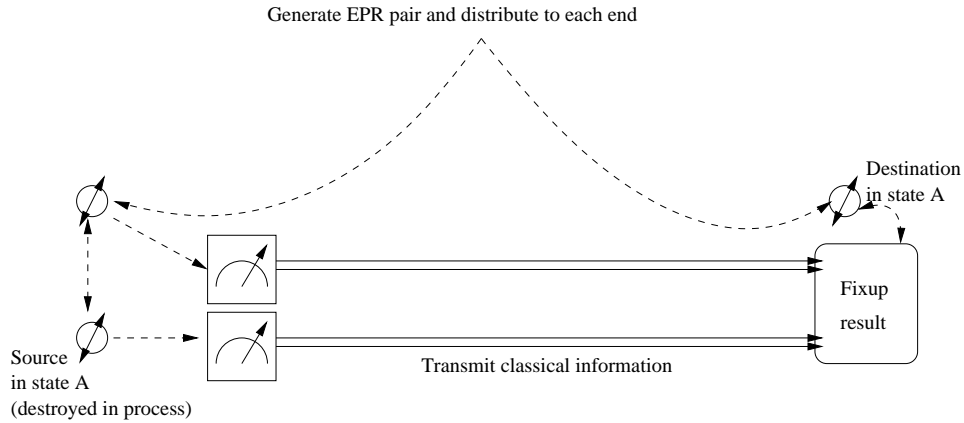 Generate EPR pair and distribute to each end
Destination
in state A
Fixup
result
Source
in state A
(destroyed in process)
Transmit classical information